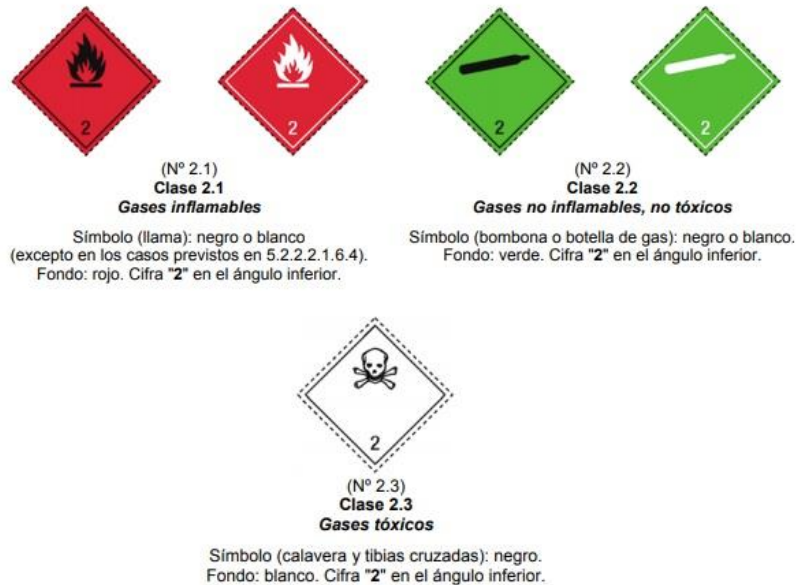 2
2
2
2
(Nº 2.1)
Clase 2.1
Gases inflamables
Símbolo (llama): negro o blanco
(excepto en los casos previstos en 5.2.2.2.1.6.4).
Fondo: rojo. Cifra "2" en el ángulo inferior.
(Nº 2.2)
Clase 2.2
Gases no inflamables, no tóxicos
Símbolo (bombona o botella de gas): negro o blanco.
Fondo: verde. Cifra "2" en el ángulo inferior.
2
(Nº 2.3)
Clase 2.3
Gases tóxicos
Símbolo (calavera y tibias cruzadas): negro.
Fondo: blanco. Cifra "2" en el ángulo inferior.